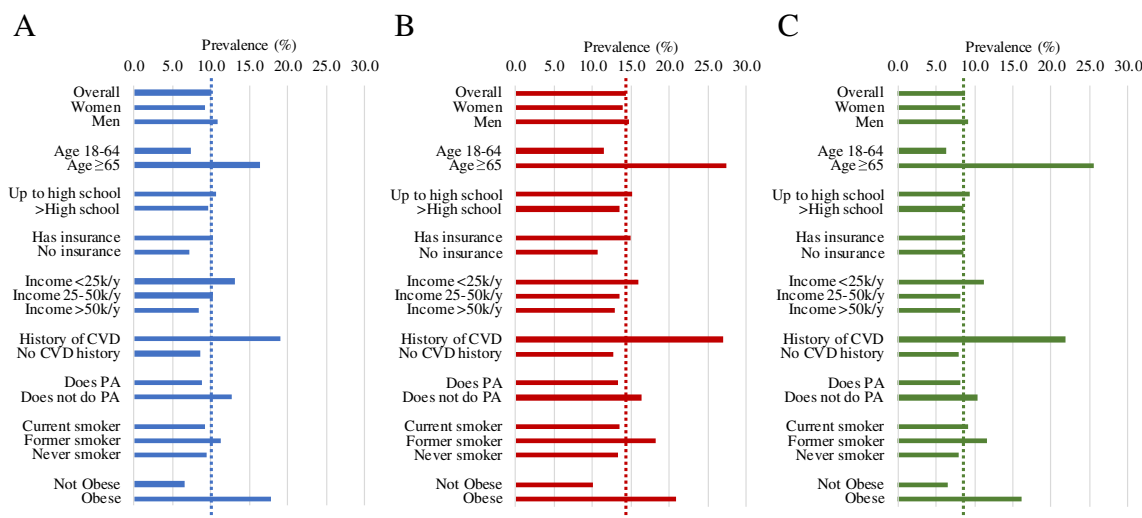 A
Prevalence (%)
0.0 5.0 10.0 15.0 20.0 25.0 30.0
Overall
Women
Men
Age 18-64
Age ≥65
Up to high school
>High school
Has insurance
No insurance
Income <25k/y
Income 25-50k/y
Income >50k/y
History of CVD
No CVD history
Does PA
Does not do PA
Current smoker
Former smoker
Never smoker
Not Obese
Obese
B
Prevalence (%)
0.0 5.0 10.0 15.0 20.0 25.0 30.0
Overall
Women
Men
Age 18-64
Age ≥65
Up to high school
>High school
Has insurance
No insurance
Income <25k/y
Income 25-50k/y
Income >50k/y
History of CVD
No CVD history
Does PA
Does not do PA
Current smoker
Former smoker
Never smoker
Not Obese
Obese
C
Prevalence (%)
0.0 5.0 10.0 15.0 20.0 25.0 30.0
Overall
Women
Men
Age 18-64
Age ≥65
Up to high school
>High school
Has insurance
No insurance
Income <25k/y
Income 25-50k/y
Income >50k/y
History of CVD
No CVD history
Does PA
Does not do PA
Current smoker
Former smoker
Never smoker
Not Obese
Obese